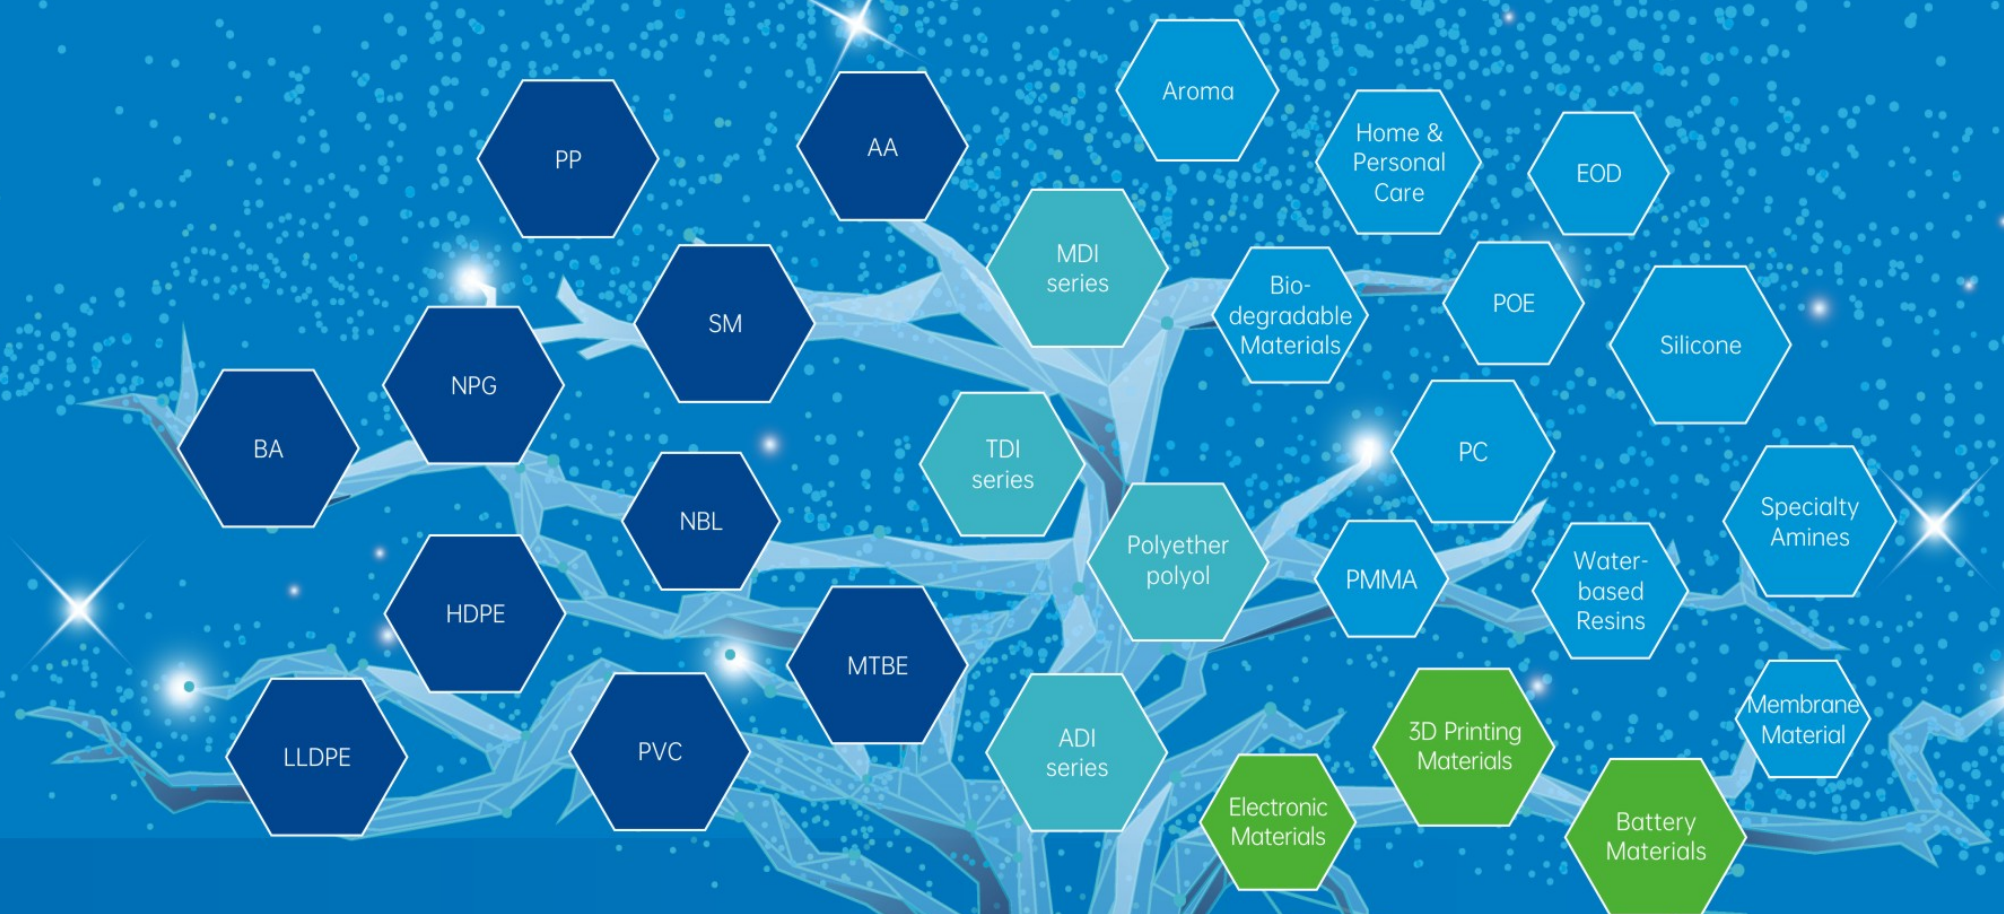 PP
AA
SM
NPG
BA
NBL
HDPE
MTBE
LLDPE
PVC
MDI
series
TDI
series
Polyether
polyol
ADI
series
Aroma
Home &
Personal
Care
EOD
Bio-
degradable
Materials
POE
Silicone
PC
Specialty
Amines
PMMA
Water-
based
Resins
Membrane
Material
3D Printing
Materials
Electronic
Materials
Battery
Materials